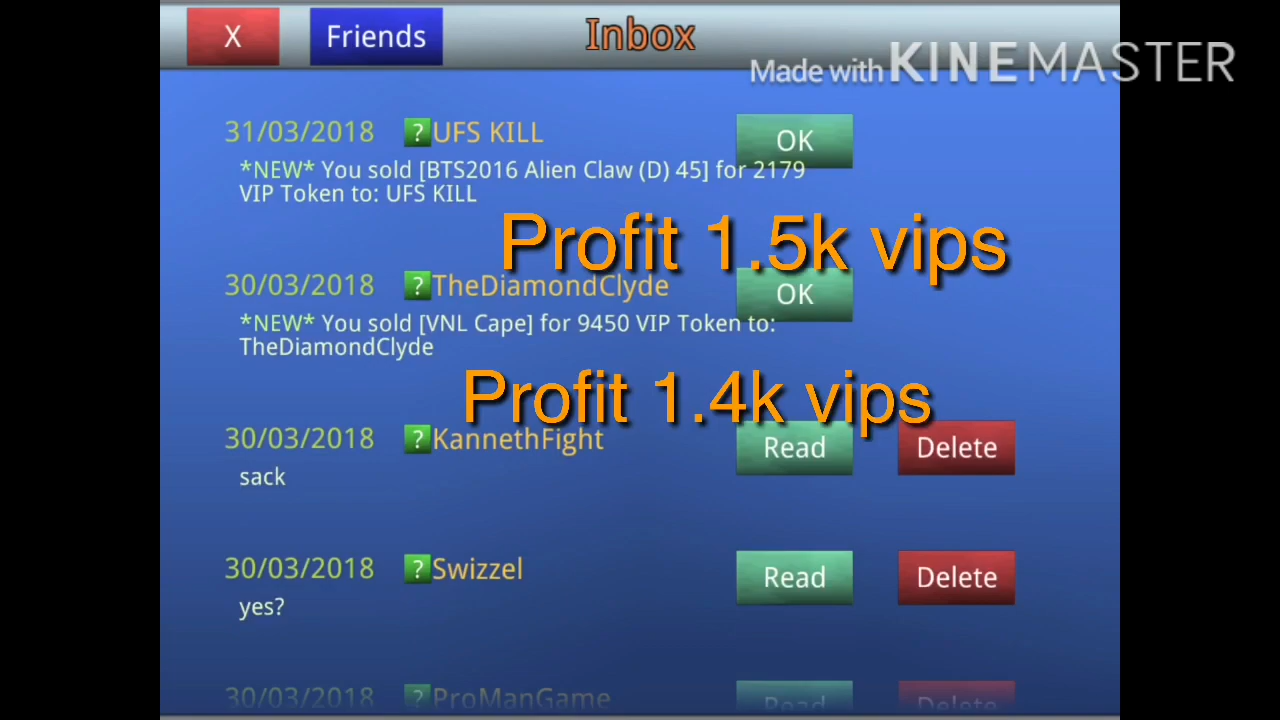 X Friends Inbox
Made with KINEMASTER
31/03/2018 ? UFS KILL OK
*NEW* You sold [BTS2016 Alien Claw (D) 45] for 2179
VIP Token to: UFS KILL
Profit 1.5k vips
30/03/2018 ? TheDiamondClyde OK
*NEW* You sold [VNL Cape] for 9450 VIP Token to:
TheDiamondClyde
Profit 1.4k vips
30/03/2018 ? KannethFight Read Delete
sack
30/03/2018 ? Swizzel Read Delete
yes?
30/03/2018 ? ProManGame Read Delete